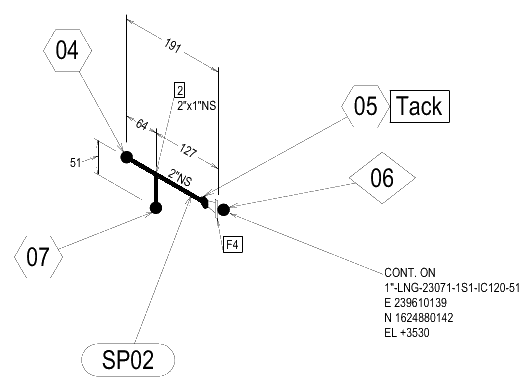 191
04
2
2"x1"NS
05
Tack
64
127
51
2"NS
06
F4
07
CONT. ON
1"-LNG-23071-1S1-IC120-51
E 239610139
N 1624880142
EL +3530
SP02